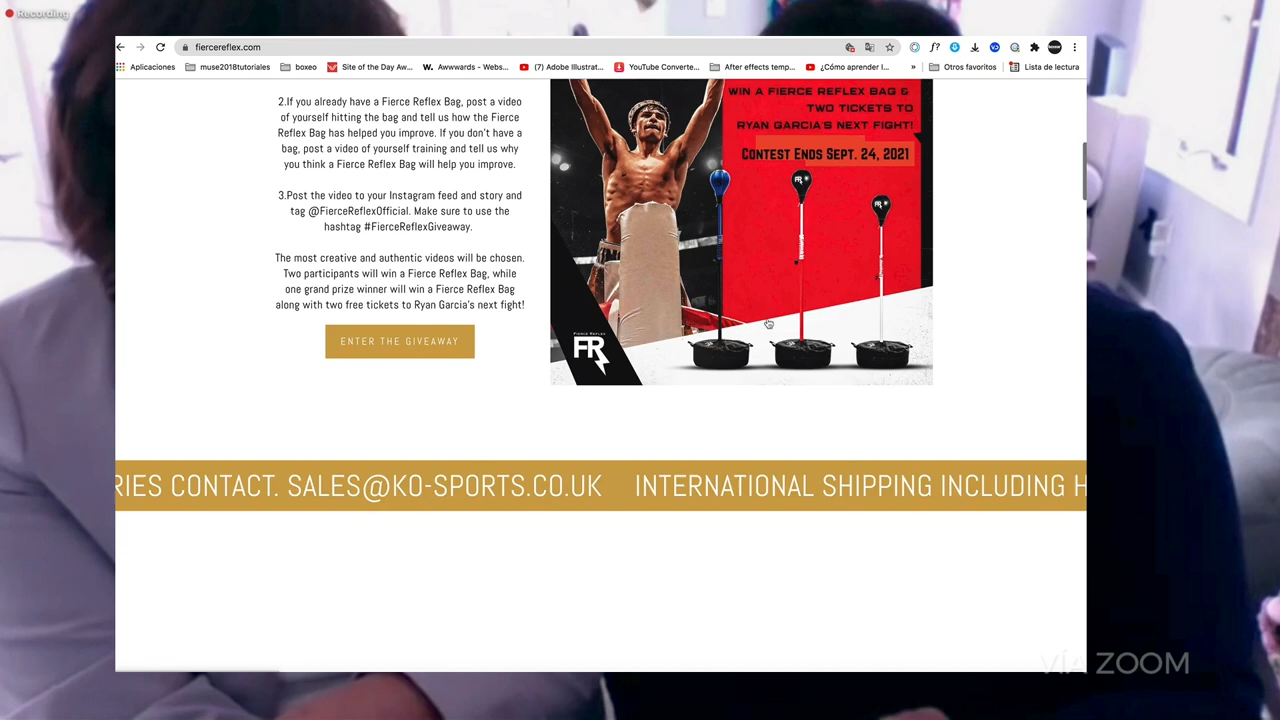 Recording
fiercereflex.com
Aplicaciones
muse2018tutoriales
boxeo
Site of the Day Aw...
Awwwards - Webs...
(7) Adobe Illustrat...
YouTube Converte...
After effects temp...
¿Cómo aprender I...
»
Otros favoritos
Lista de lectura
2.If you already have a Fierce Reflex Bag, post a video
of yourself hitting the bag and tell us how the Fierce
Reflex Bag has helped you improve. If you don't have a
bag, post a video of yourself training and tell us why
you think a Fierce Reflex Bag will help you improve.
3.Post the video to your Instagram feed and story and
tag @FierceReflexOfficial. Make sure to use the
hashtag #FierceReflexGiveaway.
The most creative and authentic videos will be chosen.
Two participants will win a Fierce Reflex Bag, while
one grand prize winner will win a Fierce Reflex Bag
along with two free tickets to Ryan Garcia's next fight!
ENTER THE GIVEAWAY
WIN A FIERCE REFLEX BAG &
TWO TICKETS TO
RYAN GARCIA'S NEXT FIGHT!
CONTEST ENDS SEPT. 24, 2021
FIERCE REFLEX
FR
RIES CONTACT. SALES@KO-SPORTS.CO.UK INTERNATIONAL SHIPPING INCLUDING H
vía ZOOM